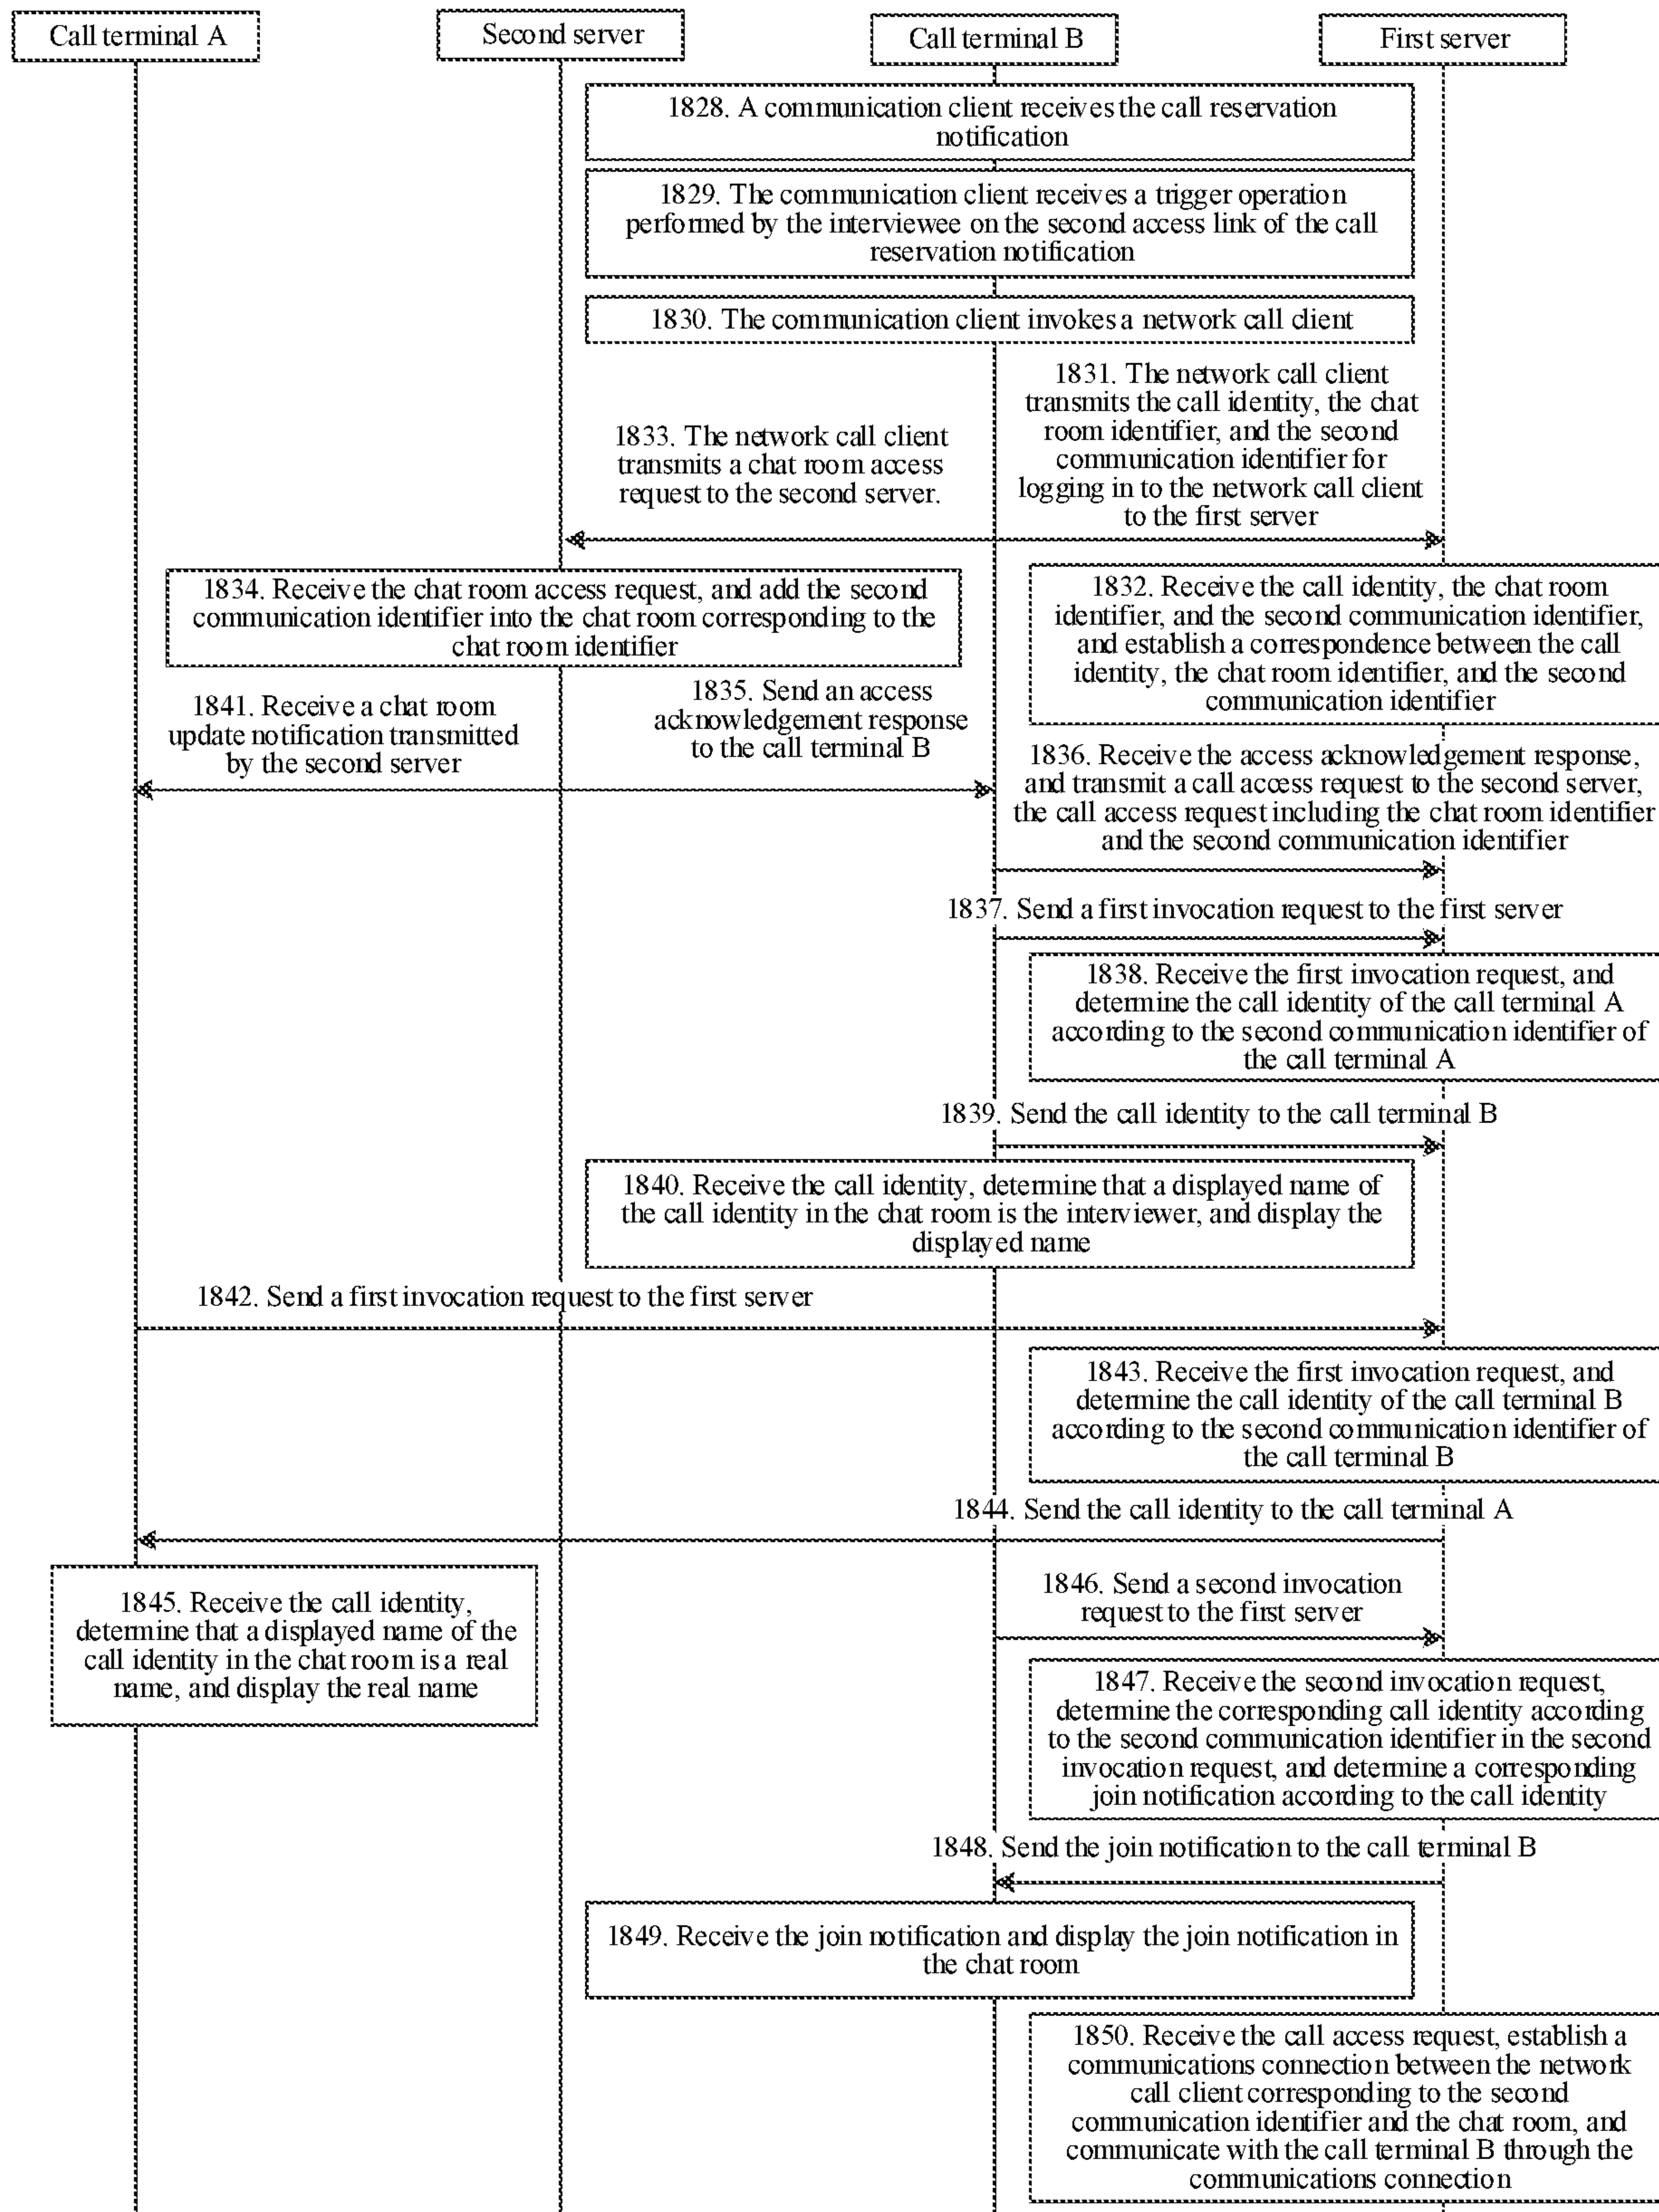 Call terminal A
Second server
Call terminal B
First server
1828. A communication client receives the call reservation
notification
1829. The communication client receives a trigger operation
performed by the interviewee on the second access link of the call
reservation notification
1830. The communication client invokes a network call client
1831. The network call client
transmits the call identity, the chat
room identifier, and the second
communication identifier for
logging in to the network call client
to the first server
1833. The network call client
transmits a chat room access
request to the second server.
1834. Receive the chat room access request, and add the second
communication identifier into the chat room corresponding to the
chat room identifier
1832. Receive the call identity, the chat room
identifier, and the second communication identifier,
and establish a correspondence between the call
identity, the chat room identifier, and the second
communication identifier
1841. Receive a chat room
update notification transmitted
by the second server
1835. Send an access
acknowledgement response
to the call terminal B
1836. Receive the access acknowledgement response,
and transmit a call access request to the second server,
the call access request including the chat room identifier
and the second communication identifier
1837. Send a first invocation request to the first server
1838. Receive the first invocation request, and
determine the call identity of the call terminal A
according to the second communication identifier of
the call terminal A
1839. Send the call identity to the call terminal B
1840. Receive the call identity, determine that a displayed name of
the call identity in the chat room is the interviewer, and display the
displayed name
1842. Send a first invocation request to the first server
1843. Receive the first invocation request, and
determine the call identity of the call terminal B
according to the second communication identifier of
the call terminal B
1844. Send the call identity to the call terminal A
1845. Receive the call identity,
determine that a displayed name of the
call identity in the chat room is a real
name, and display the real name
1846. Send a second invocation
request to the first server
1847. Receive the second invocation request,
determine the corresponding call identity according
to the second communication identifier in the second
invocation request, and determine a corresponding
join notification according to the call identity
1848. Send the join notification to the call terminal B
1849. Receive the join notification and display the join notification in
the chat room
1850. Receive the call access request, establish a
communications connection between the network
call client corresponding to the second
communication identifier and the chat room, and
communicate with the call terminal B through the
communications connection